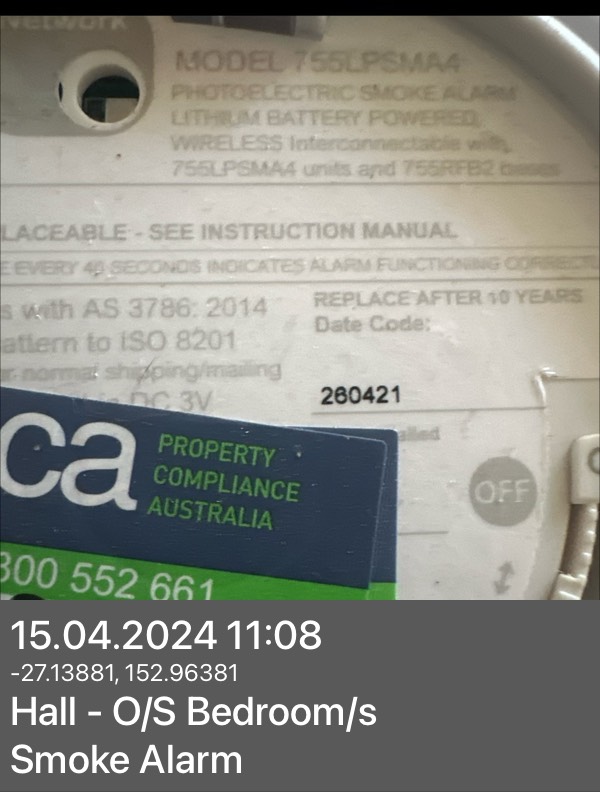 NETWORK
MODEL 755LPSMA4
PHOTOELECTRIC SMOKE ALARM
LITHIUM BATTERY POWERED,
WIRELESS Interconnectable with
755LPSMA4 units and 755RFB2 bases
LACEABLE - SEE INSTRUCTION MANUAL
E EVERY 45 SECONDS INDICATES ALARM FUNCTIONING CORRECT
s with AS 3786: 2014
attern to ISO 8201
r normal shipping/mailing
DC 3V
REPLACE AFTER 10 YEARS
Date Code:
260421
alled
OFF
ca
PROPERTY
COMPLIANCE
AUSTRALIA
300 552 661
15.04.2024 11:08
-27.13881, 152.96381
Hall - O/S Bedroom/s
Smoke Alarm